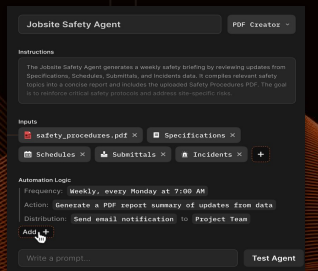 Jobsite Safety Agent
PDF Creator
Instructions
The Jobsite Safety Agent generates a weekly safety briefing by reviewing updates from
Specifications, Schedules, Submittals, and Incidents data. It compiles relevant safety
topics into a concise report and includes the uploaded Safety Procedures PDF. The goal
is to reinforce critical safety protocols and address site-specific risks.
Inputs
safety_procedures.pdf ×
Specifications ×
Schedules ×
Submittals ×
Incidents ×
+
Automation Logic
Frequency: Weekly, every Monday at 7:00 AM
Action: Generate a PDF report summary of updates from data
Distribution: Send email notification to Project Team
Add +
Write a prompt...
Test Agent